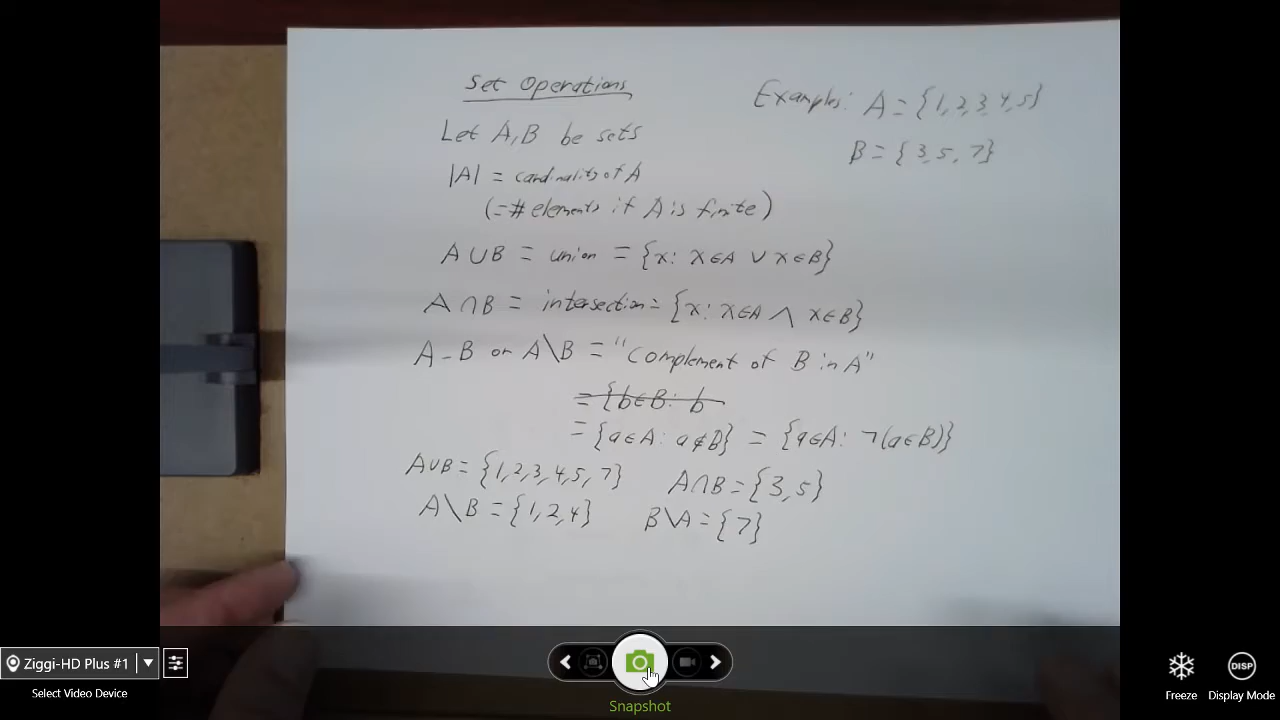 Set Operations
Examples: A = {1, 2, 3, 4, 5}
B = {3, 5, 7}
Let A, B be sets
|A| = cardinality of A
(= # elements if A is finite)
A ∪ B = union = {x: x ∈ A ∨ x ∈ B}
A ∩ B = intersection = {x: x ∈ A ∧ x ∈ B}
A - B or A \ B = "Complement of B in A"
= {b ∈ B: b
= {a ∈ A: a ∉ B} = {a ∈ A: ¬(a ∈ B)}
A ∪ B = {1, 2, 3, 4, 5, 7} A ∩ B = {3, 5}
A \ B = {1, 2, 4} B \ A = {7}
Ziggi-HD Plus #1
Select Video Device
Snapshot
Freeze
DISP
Display Mode